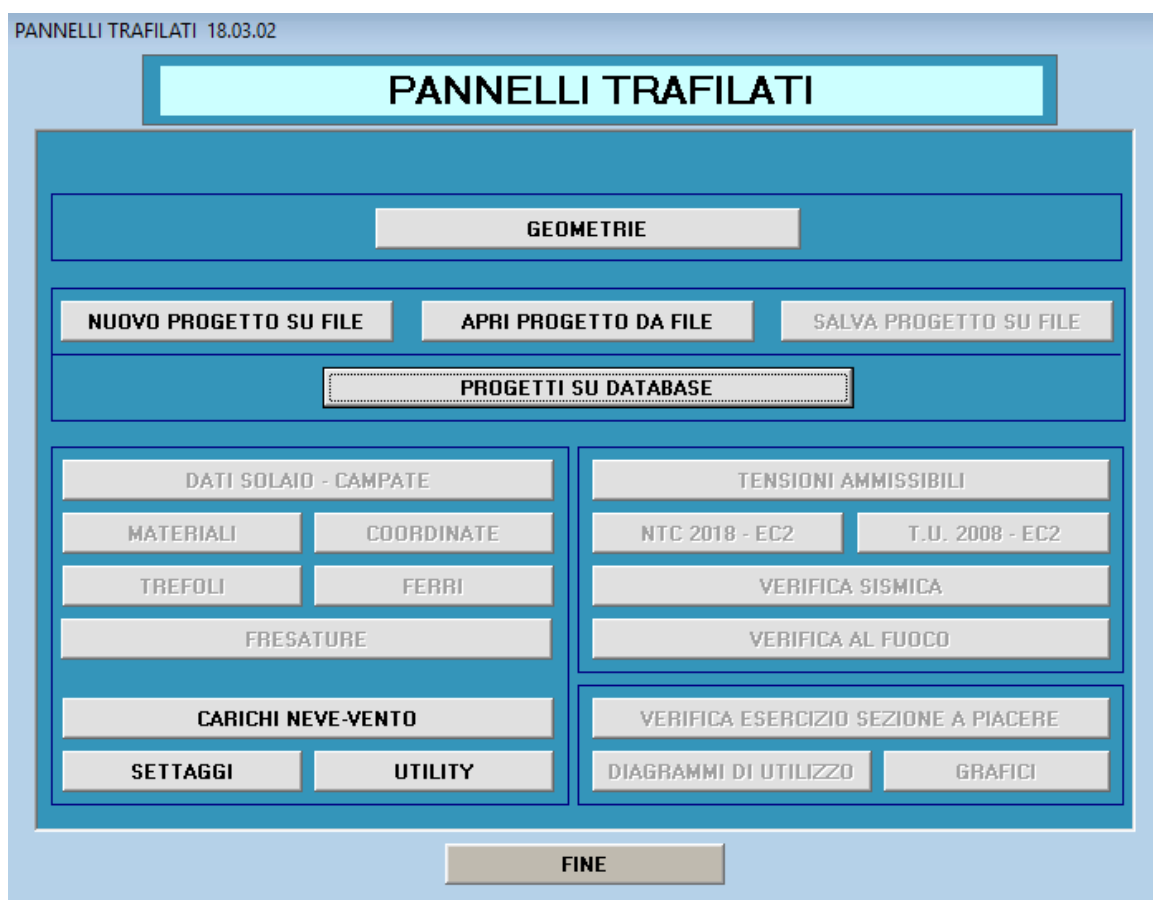 PANNELLI TRAFILATI 18.03.02
PANNELLI TRAFILATI
GEOMETRIE
NUOVO PROGETTO SU FILE
APRI PROGETTO DA FILE
SALVA PROGETTO SU FILE
PROGETTI SU DATABASE
DATI SOLAIO - CAMPATE
MATERIALI
COORDINATE
TREFOLI
FERRI
FRESATURE
CARICHI NEVE-VENTO
SETTAGGI
UTILITY
TENSIONI AMMISSIBILI
NTC 2018 - EC2
T.U. 2008 - EC2
VERIFICA SISMICA
VERIFICA AL FUOCO
VERIFICA ESERCIZIO SEZIONE A PIACERE
DIAGRAMMI DI UTILIZZO
GRAFICI
FINE